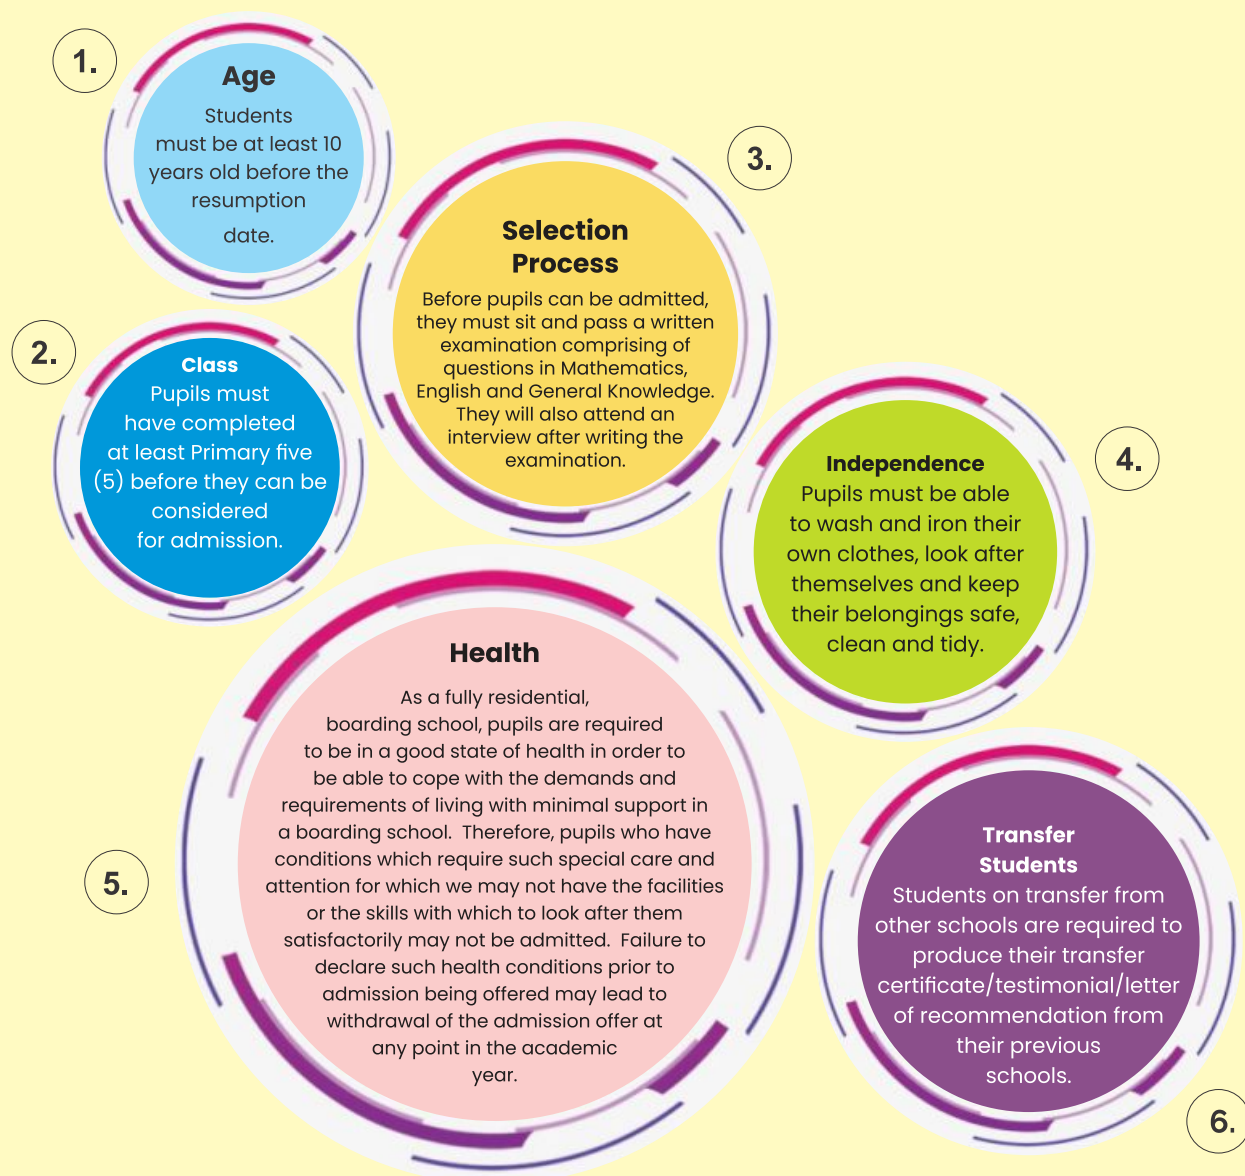 1.
Age
Students
must be at least 10
years old before the
resumption
date.
2.
Class
Pupils must
have completed
at least Primary five
(5) before they can be
considered
for admission.
3.
Selection
Process
Before pupils can be admitted,
they must sit and pass a written
examination comprising of
questions in Mathematics,
English and General Knowledge.
They will also attend an
interview after writing the
examination.
4.
Independence
Pupils must be able
to wash and iron their
own clothes, look after
themselves and keep
their belongings safe,
clean and tidy.
5.
Health
As a fully residential,
boarding school, pupils are required
to be in a good state of health in order to
be able to cope with the demands and
requirements of living with minimal support in
a boarding school. Therefore, pupils who have
conditions which require such special care and
attention for which we may not have the facilities
or the skills with which to look after them
satisfactorily may not be admitted. Failure to
declare such health conditions prior to
admission being offered may lead to
withdrawal of the admission offer at
any point in the academic
year.
6.
Transfer
Students
Students on transfer from
other schools are required to
produce their transfer
certificate/testimonial/letter
of recommendation from
their previous
schools.